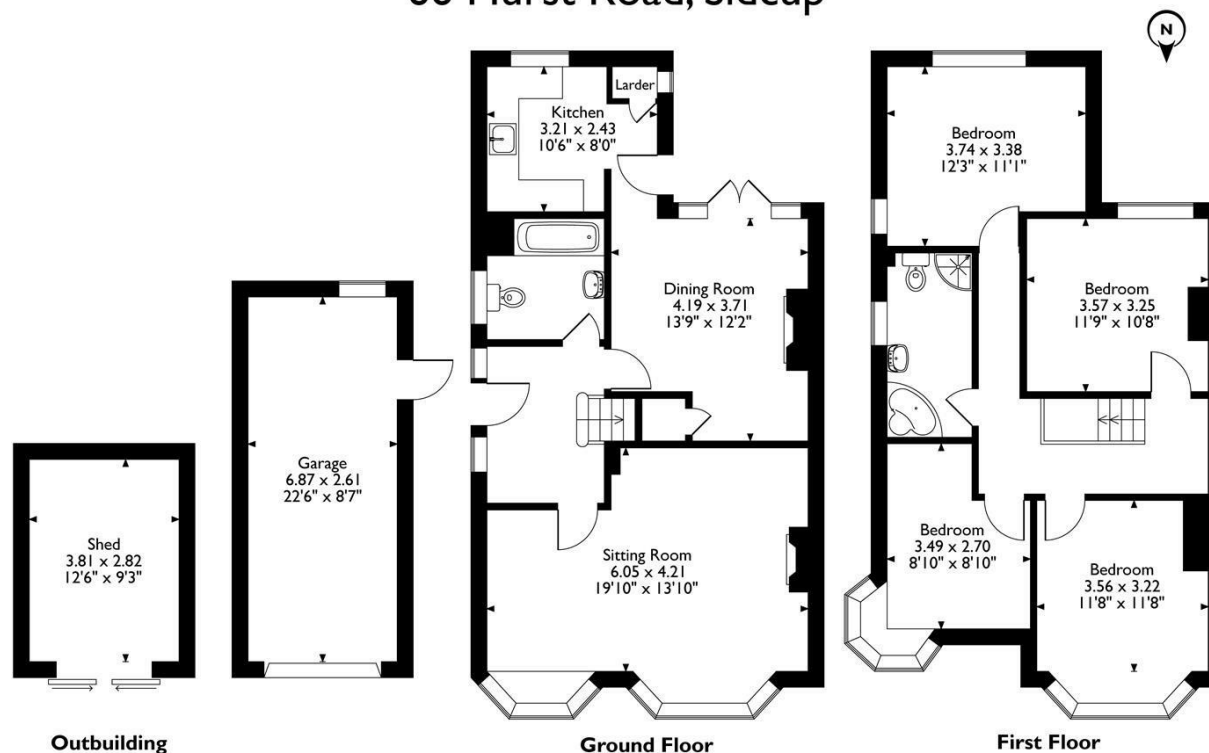 Hurst Road, Sidcup
N
Larder
Kitchen
3.21 x 2.43
10'6" x 8'0"
Dining Room
4.19 x 3.71
13'9" x 12'2"
Sitting Room
6.05 x 4.21
19'10" x 13'10"
Garage
6.87 x 2.61
22'6" x 8'7"
Shed
3.81 x 2.82
12'6" x 9'3"
Bedroom
3.74 x 3.38
12'3" x 11'1"
Bedroom
3.57 x 3.25
11'9" x 10'8"
Bedroom
3.49 x 2.70
8'10" x 8'10"
Bedroom
3.56 x 3.22
11'8" x 11'8"
Outbuilding
Ground Floor
First Floor